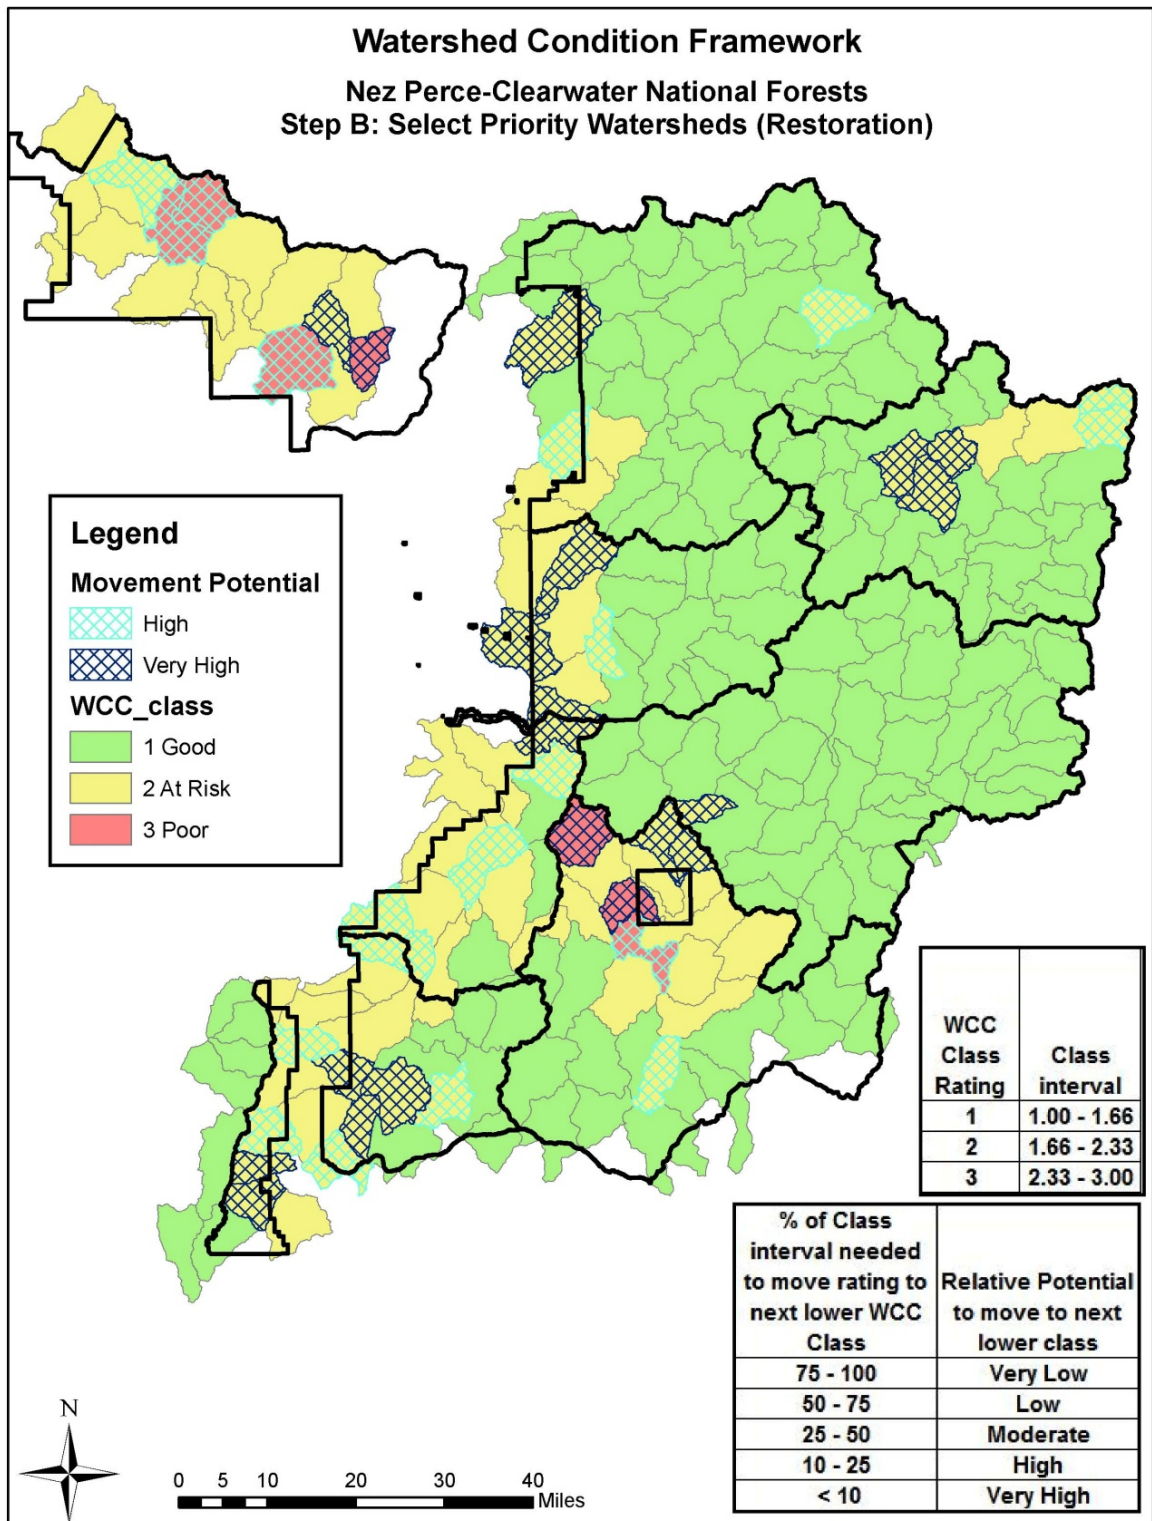 Watershed Condition Framework
Nez Perce-Clearwater National Forests
Step B: Select Priority Watersheds (Restoration)
Legend
Movement Potential
High
Very High
WCC_class
1 Good
2 At Risk
3 Poor
WCC
Class
Rating
Class
interval
1 1.00 - 1.66
2 1.66 - 2.33
3 2.33 - 3.00
% of Class
interval needed
to move rating to
next lower WCC
Class
Relative Potential
to move to next
lower class
75 - 100 Very Low
50 - 75 Low
25 - 50 Moderate
10 - 25 High
< 10 Very High
N
0 5 10 20 30 40
Miles